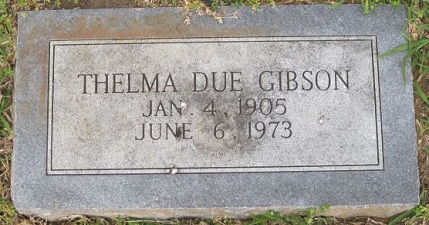 THELMA DUE GIBSON
JAN. 4, 1905
JUNE 6, 1973